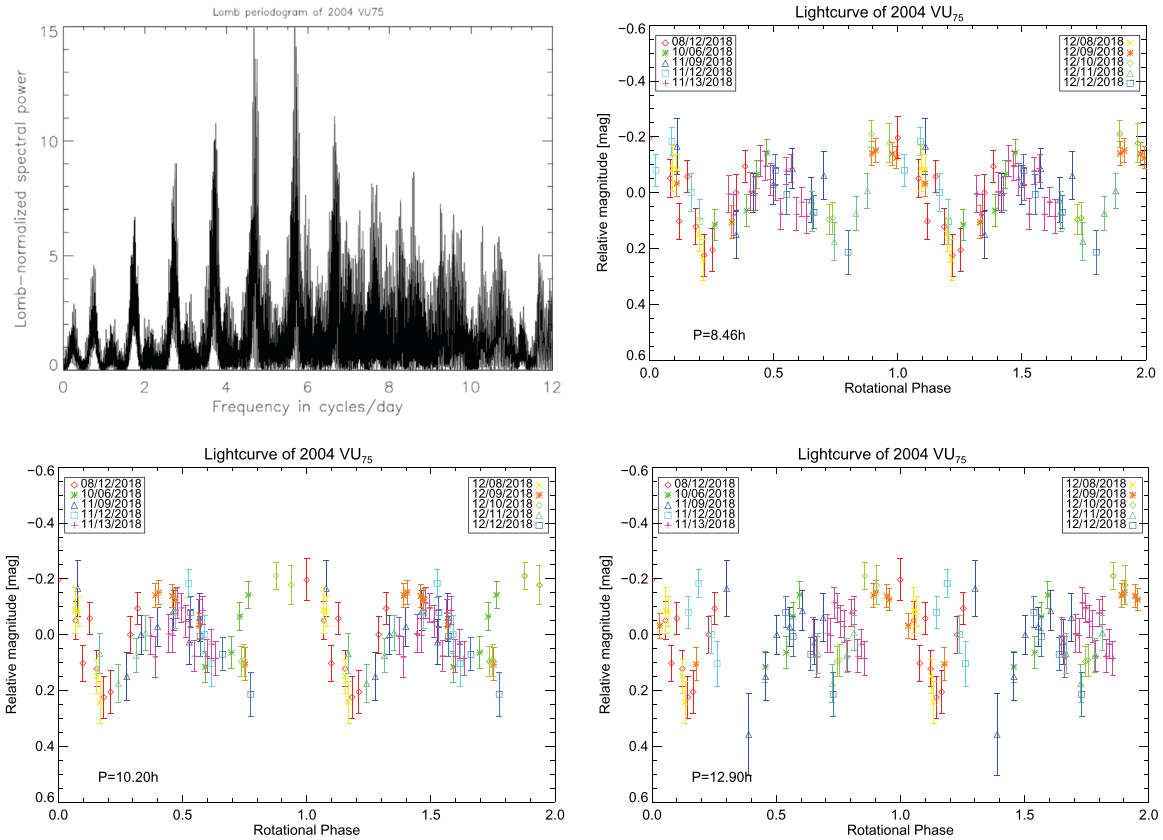 Lomb periodogram of 2004 VU75
Lomb-normalized spectral power
15
10
5
0
0 2 4 6 8 10 12
Frequency in cycles/day
Lightcurve of 2004 VU₇₅
−0.6
−0.4
−0.2
0.0
0.2
0.4
0.6
Relative magnitude [mag]
08/12/2018
10/06/2018
11/09/2018
11/12/2018
11/13/2018
12/08/2018
12/09/2018
12/10/2018
12/11/2018
12/12/2018
P=8.46h
0.0 0.5 1.0 1.5 2.0
Rotational Phase
Lightcurve of 2004 VU₇₅
−0.6
−0.4
−0.2
0.0
0.2
0.4
0.6
Relative magnitude [mag]
08/12/2018
10/06/2018
11/09/2018
11/12/2018
11/13/2018
12/08/2018
12/09/2018
12/10/2018
12/11/2018
12/12/2018
P=10.20h
0.0 0.5 1.0 1.5 2.0
Rotational Phase
Lightcurve of 2004 VU₇₅
−0.6
−0.4
−0.2
0.0
0.2
0.4
0.6
Relative magnitude [mag]
08/12/2018
10/06/2018
11/09/2018
11/12/2018
11/13/2018
12/08/2018
12/09/2018
12/10/2018
12/11/2018
12/12/2018
P=12.90h
0.0 0.5 1.0 1.5 2.0
Rotational Phase